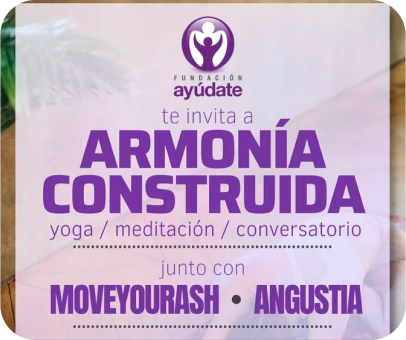 FUNDACIÓN
ayúdate
te invita a
ARMONÍA
CONSTRUIDA
yoga / meditación / conversatorio
junto con
MOVEYOURASH • ANGUSTIA